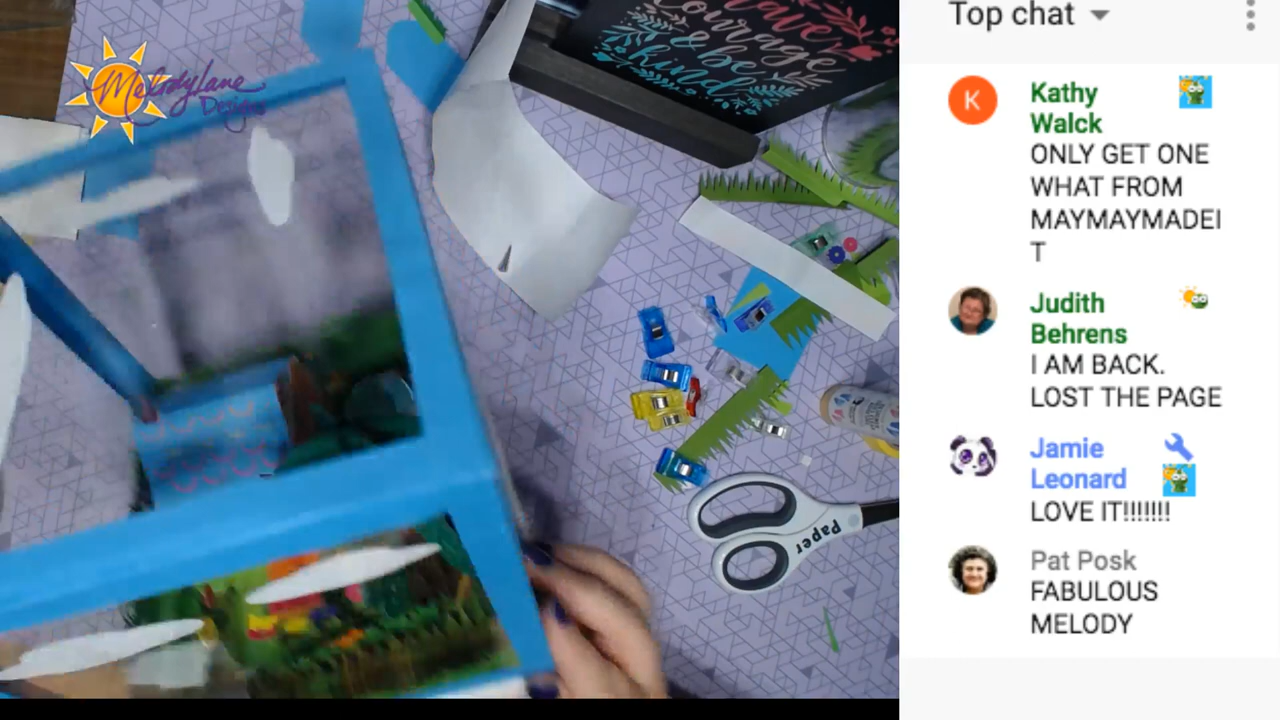 MelodyLane
Designs
have
courage
& be
kind
Paper
Top chat
Kathy
Walck
ONLY GET ONE
WHAT FROM
MAYMAYMADEI
T
Judith
Behrens
I AM BACK.
LOST THE PAGE
Jamie
Leonard
LOVE IT!!!!!!!
Pat Posk
FABULOUS
MELODY
K